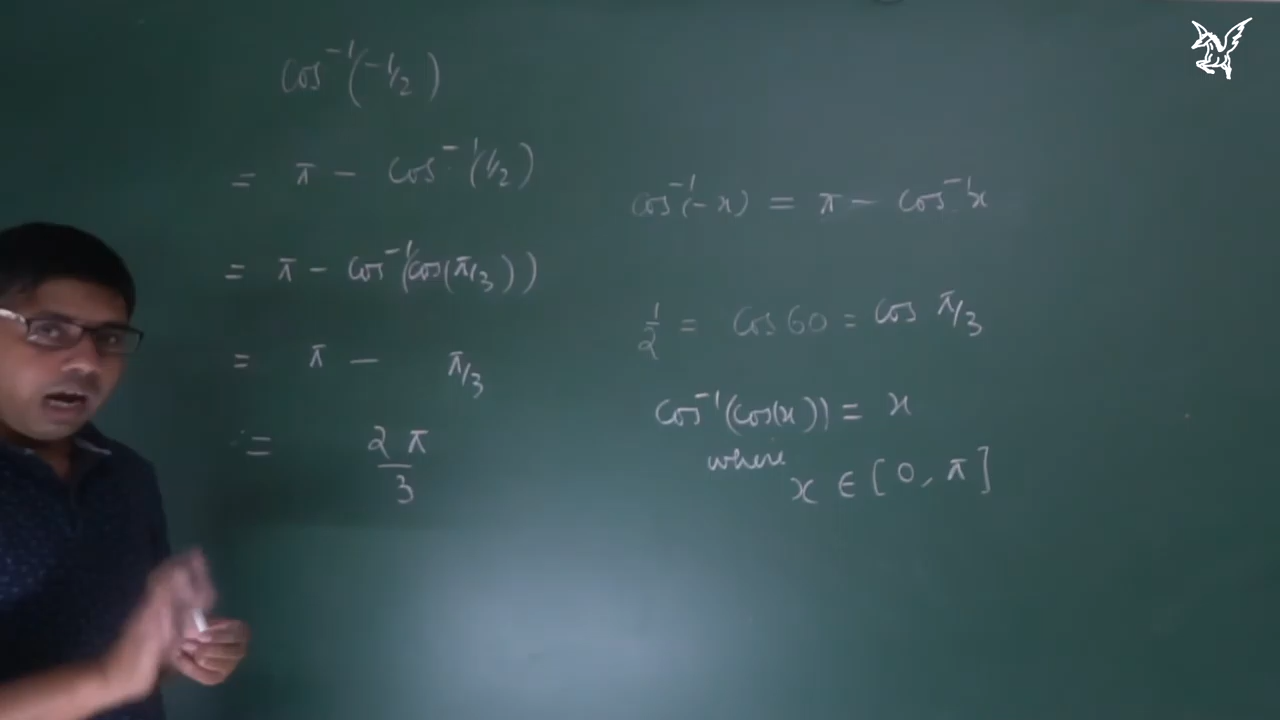 cos⁻¹(-1/2)
= π - cos⁻¹(1/2)
= π - cos⁻¹(cos(π/3))
= π - π/3
= 2π/3
cos⁻¹(-x) = π - cos⁻¹x
1/2 = cos 60 = cos π/3
cos⁻¹(cos(x)) = x
where
x ∈ [0, π]